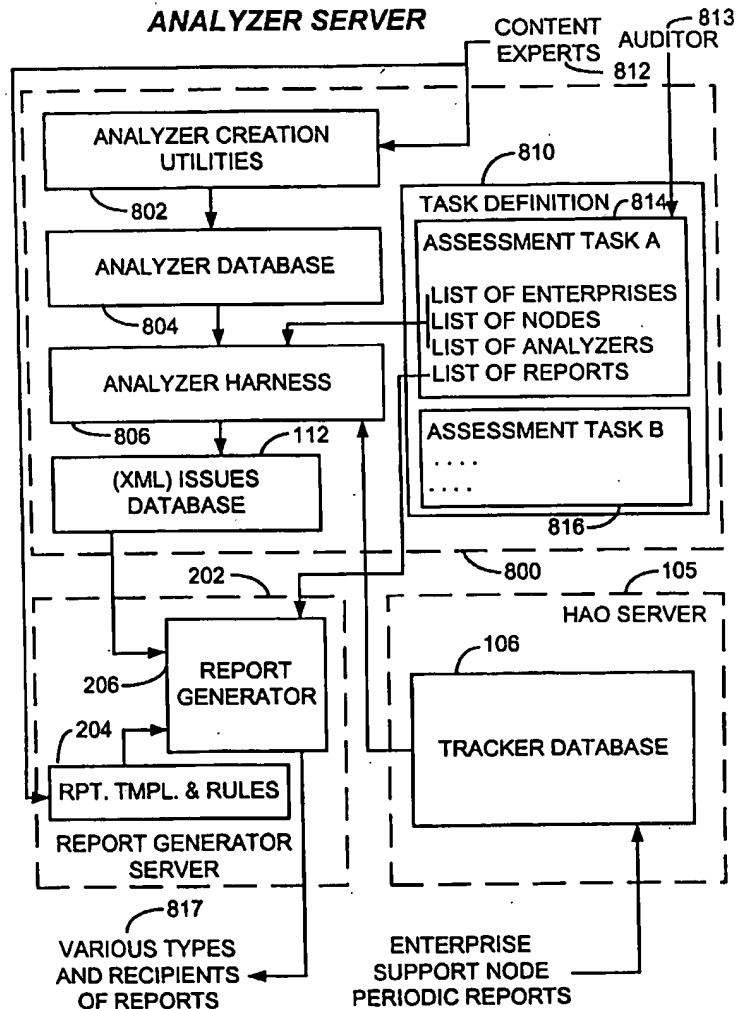 ANALYZER SERVER
CONTENT
EXPERTS
812
813
AUDITOR
ANALYZER CREATION
UTILITIES
802
ANALYZER DATABASE
804
ANALYZER HARNESS
806
112
(XML) ISSUES
DATABASE
810
TASK DEFINITION
814
ASSESSMENT TASK A
LIST OF ENTERPRISES
LIST OF NODES
LIST OF ANALYZERS
LIST OF REPORTS
ASSESSMENT TASK B
....
....
816
800
202
206
REPORT
GENERATOR
204
RPT. TMPL. & RULES
REPORT GENERATOR
SERVER
105
HAO SERVER
106
TRACKER DATABASE
817
VARIOUS TYPES
AND RECIPIENTS
OF REPORTS
ENTERPRISE
SUPPORT NODE
PERIODIC REPORTS